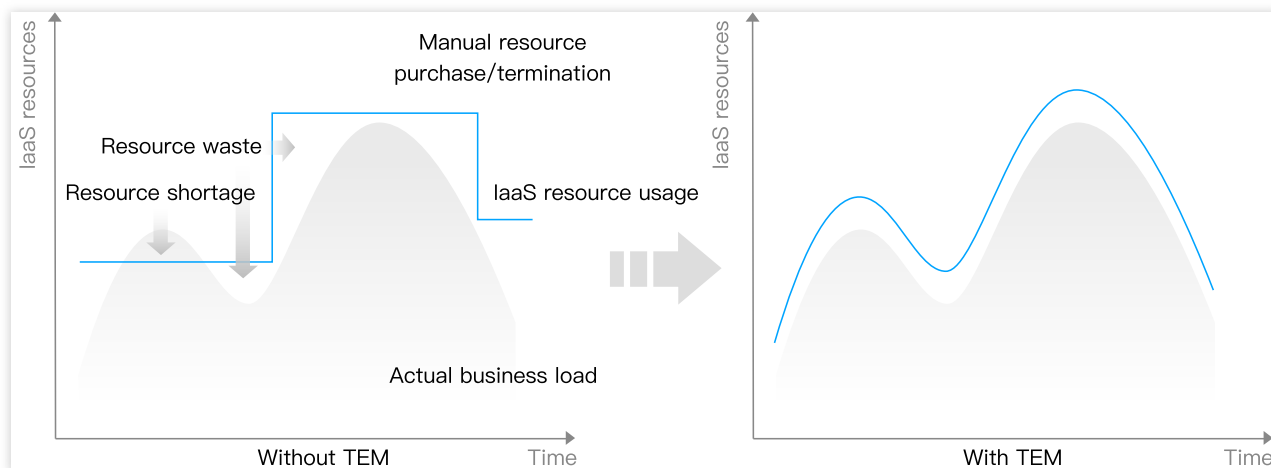 IaaS resources
Manual resource
purchase/termination
Resource waste
Resource shortage
IaaS resource usage
Actual business load
Without TEM
Time
IaaS resources
With TEM
Time